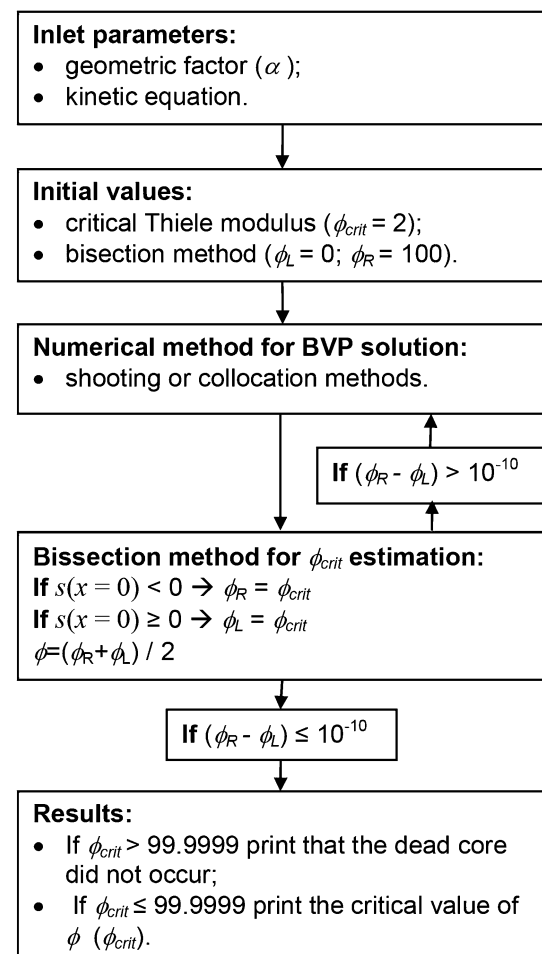 Inlet parameters:
• geometric factor (α );
• kinetic equation.
Initial values:
• critical Thiele modulus (ϕcrit = 2);
• bisection method (ϕL = 0; ϕR = 100).
Numerical method for BVP solution:
• shooting or collocation methods.
If (ϕR - ϕL) > 10-10
Bissection method for ϕcrit estimation:
If s(x = 0) < 0 → ϕR = ϕcrit
If s(x = 0) ≥ 0 → ϕL = ϕcrit
ϕ=(ϕR+ϕL) / 2
If (ϕR - ϕL) ≤ 10-10
Results:
• If ϕcrit > 99.9999 print that the dead core
did not occur;
• If ϕcrit ≤ 99.9999 print the critical value of
ϕ (ϕcrit).